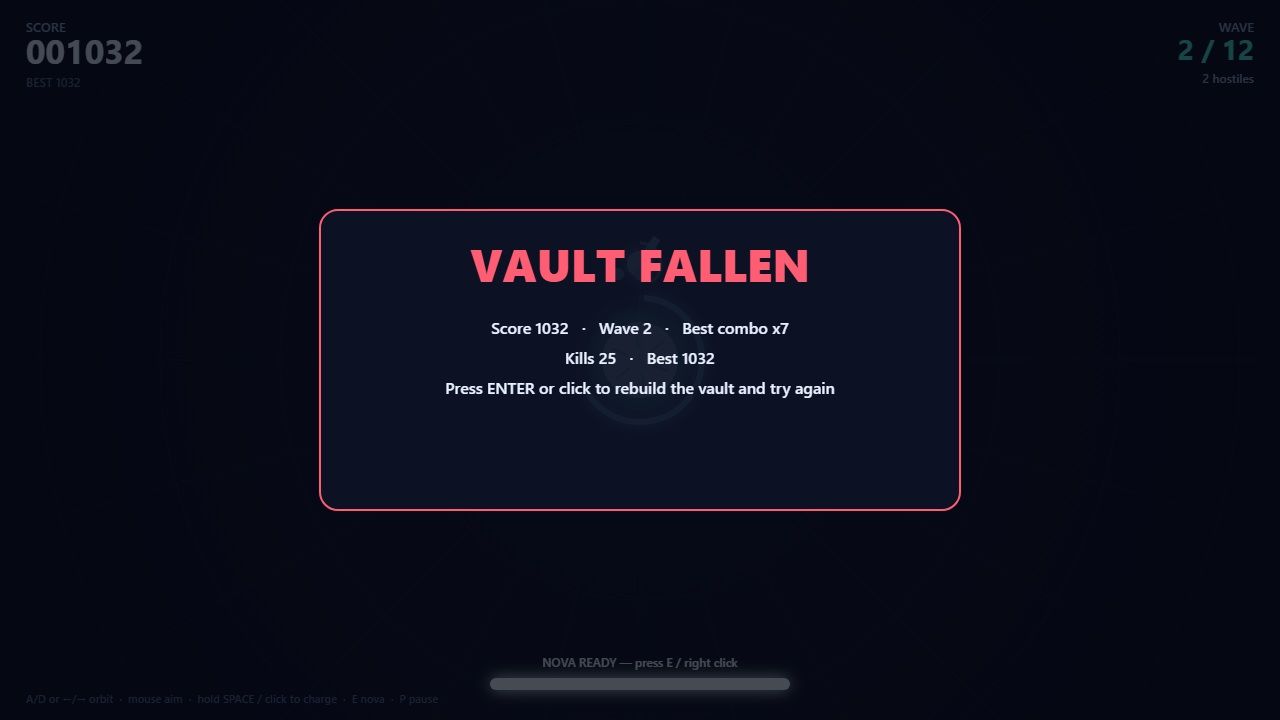 SCORE
001032
BEST 1032
WAVE
2 / 12
2 hostiles
VAULT FALLEN
Score 1032 · Wave 2 · Best combo x7
Kills 25 · Best 1032
Press ENTER or click to rebuild the vault and try again
NOVA READY — press E / right click
A/D or ←/→ orbit · mouse aim · hold SPACE / click to charge · E nova · P pause